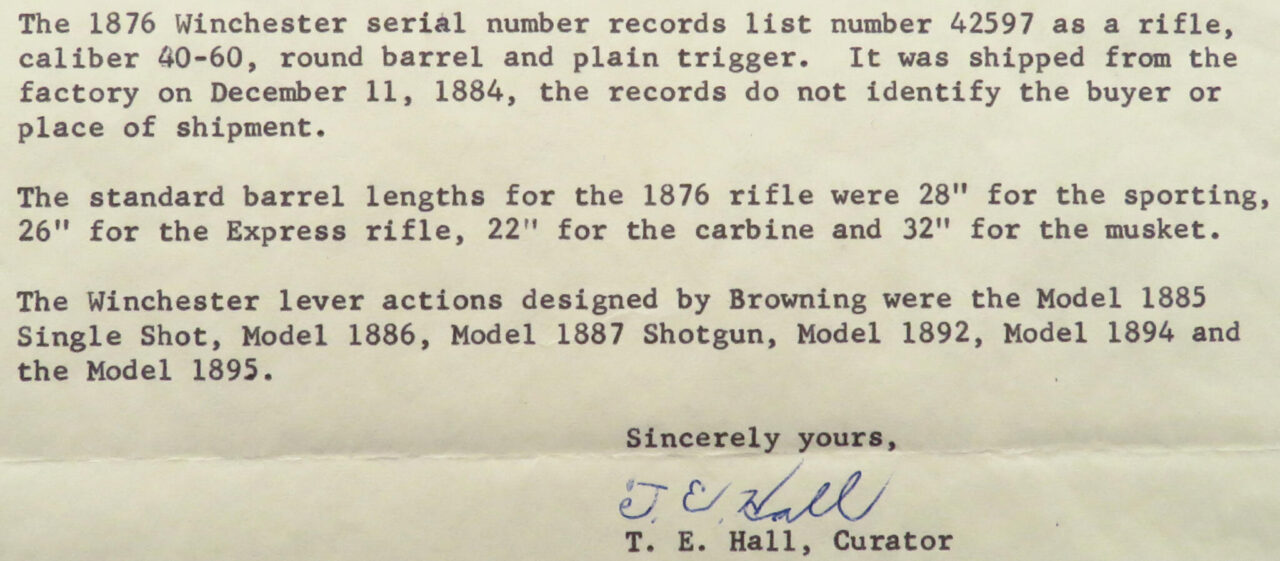 The 1876 Winchester serial number records list number 42597 as a rifle,
caliber 40-60, round barrel and plain trigger.  It was shipped from the
factory on December 11, 1884, the records do not identify the buyer or
place of shipment.
The standard barrel lengths for the 1876 rifle were 28" for the sporting,
26" for the Express rifle, 22" for the carbine and 32" for the musket.
The Winchester lever actions designed by Browning were the Model 1885
Single Shot, Model 1886, Model 1887 Shotgun, Model 1892, Model 1894 and
the Model 1895.
Sincerely yours,
T. E. Hall
T. E. Hall, Curator